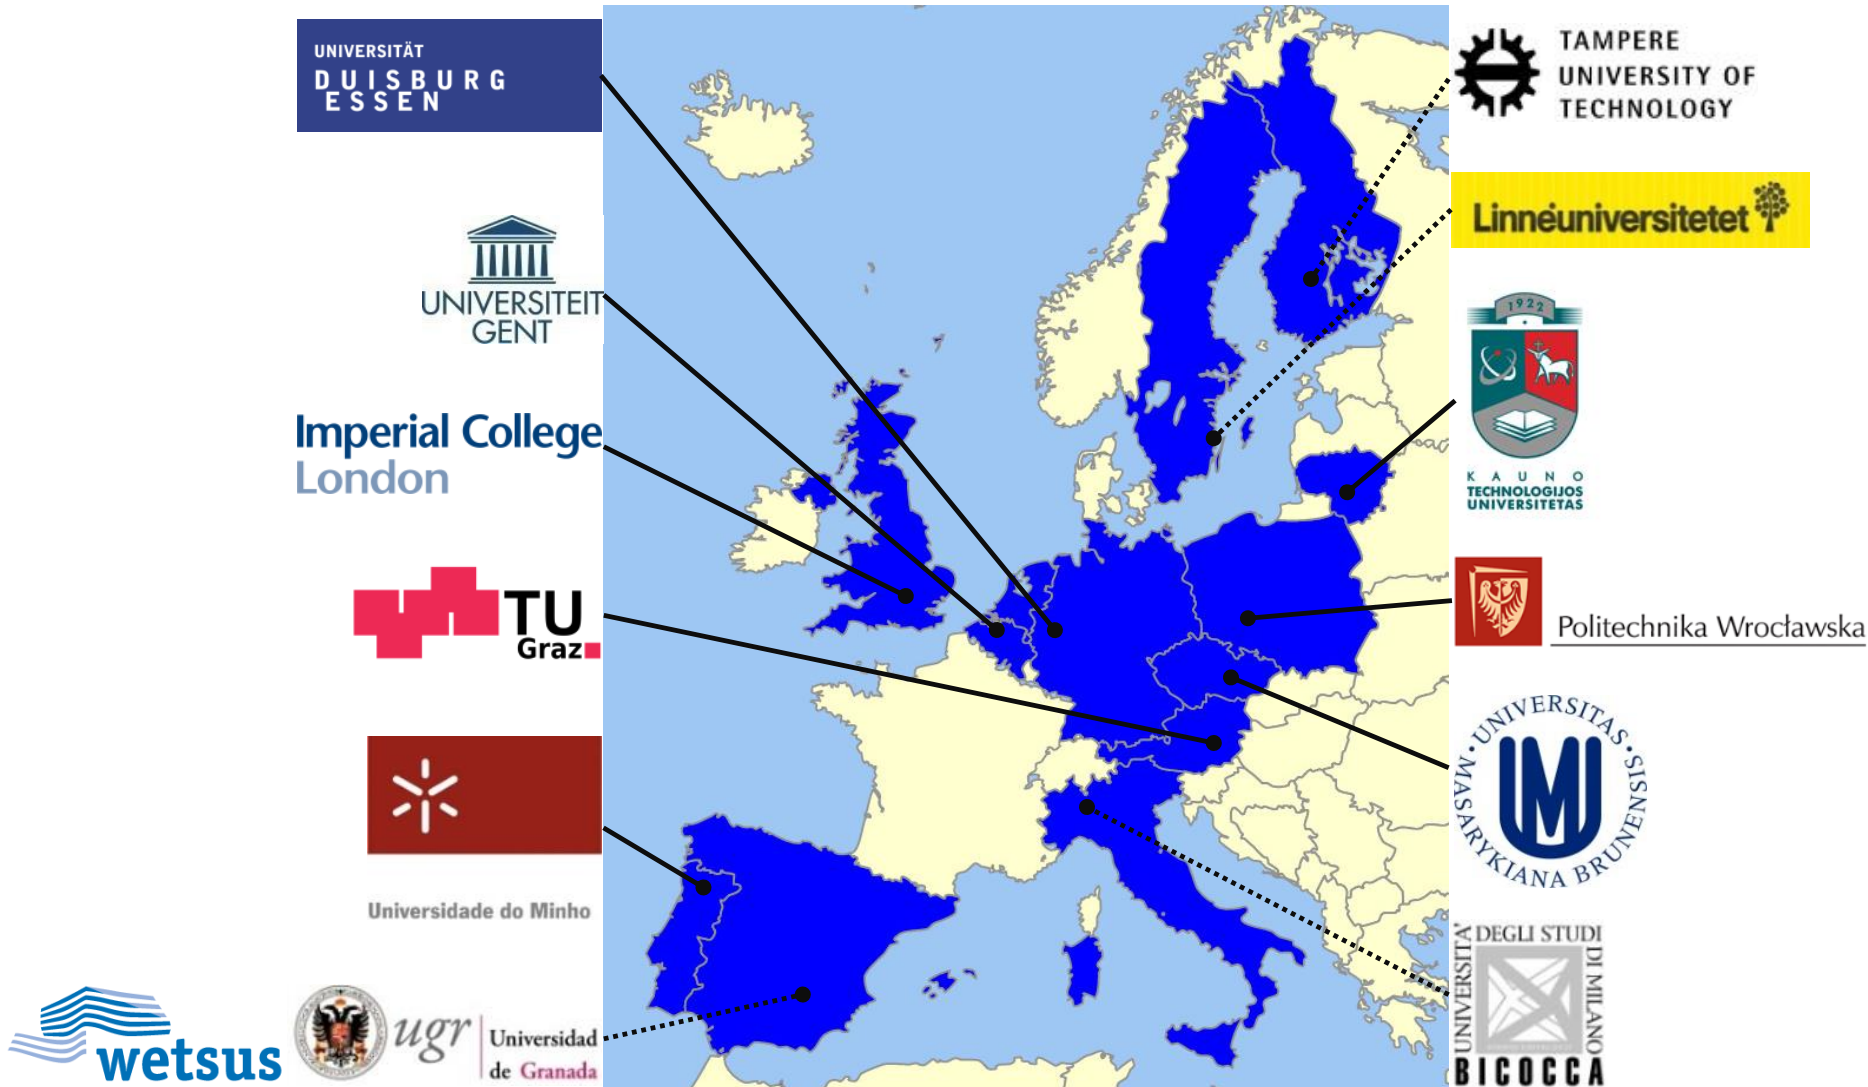 UNIVERSITÄT
DUISBURG
ESSEN
UNIVERSITEIT
GENT
Imperial College
London
TU
Graz
Universidade do Minho
wetsus
ugr
Universidad
de Granada
TAMPERE
UNIVERSITY OF
TECHNOLOGY
Linnéuniversitetet
1922
KAUNO
TECHNOLOGIJOS
UNIVERSITETAS
Politechnika Wrocławska
UNIVERSITAS · MASARYKIANA BRUNENSIS ·
MU
UNIVERSITA'
DEGLI STUDI
DI MILANO
BICOCCA